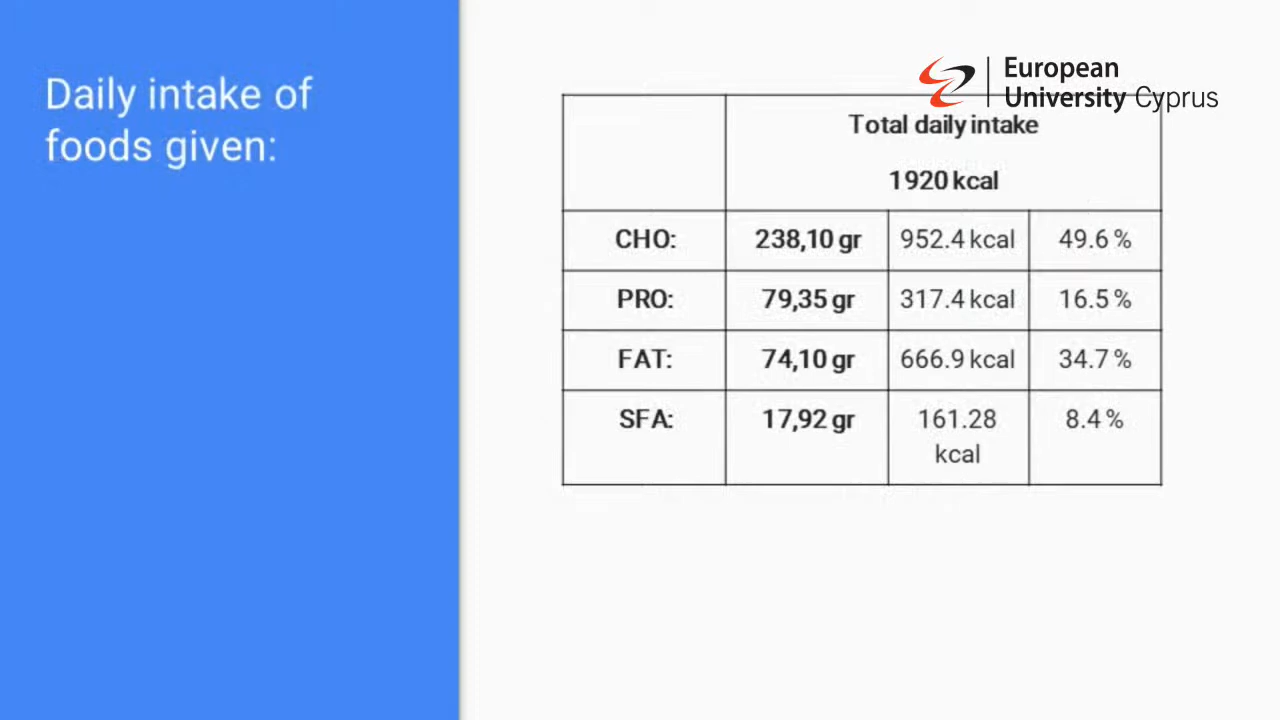 Daily intake of
foods given:
European
University Cyprus
Total daily intake
1920 kcal
CHO: 238,10 gr 952.4 kcal 49.6 %
PRO: 79,35 gr 317.4 kcal 16.5 %
FAT: 74,10 gr 666.9 kcal 34.7 %
SFA: 17,92 gr 161.28 8.4 %
kcal